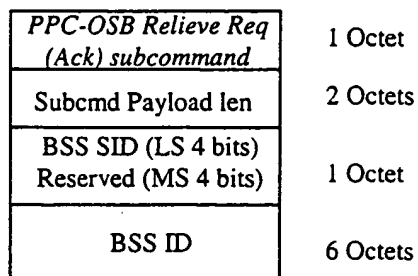 PPC-OSB Relieve Req
(Ack) subcommand
1 Octet
Subcmd Payload len
2 Octets
BSS SID (LS 4 bits)
Reserved (MS 4 bits)
1 Octet
BSS ID
6 Octets